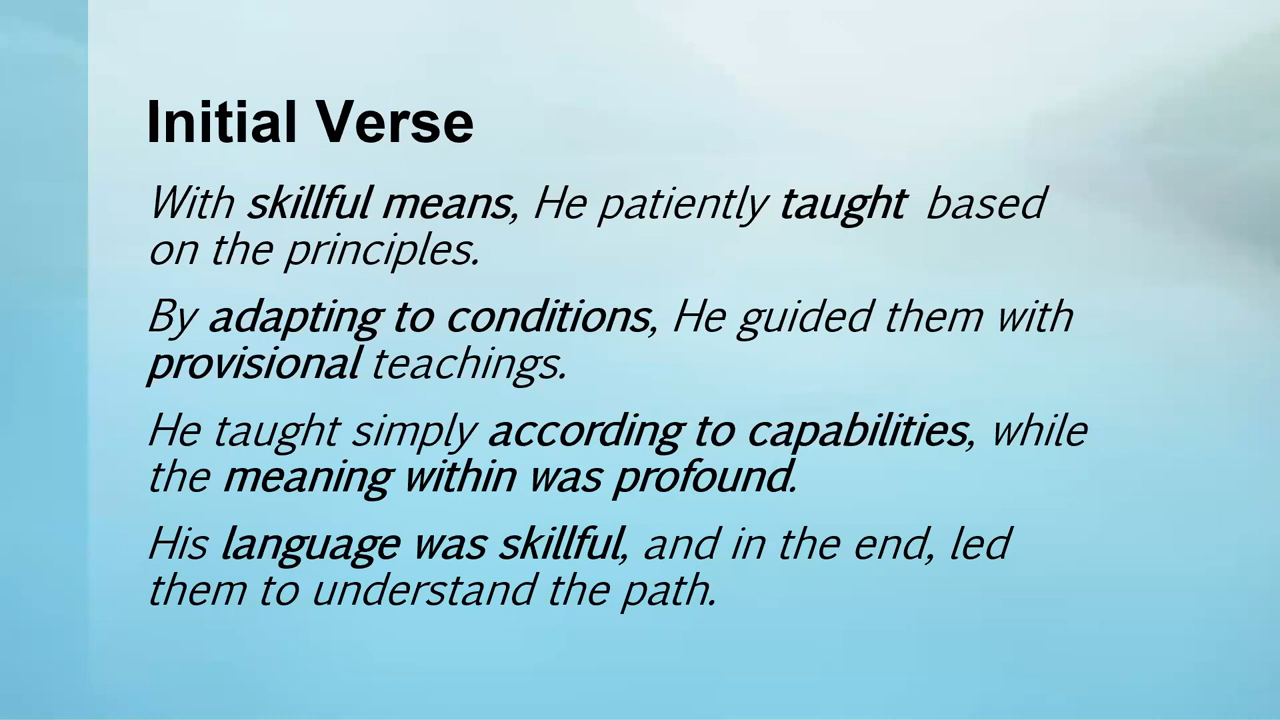 Initial Verse
With skillful means, He patiently taught based
on the principles.
By adapting to conditions, He guided them with
provisional teachings.
He taught simply according to capabilities, while
the meaning within was profound.
His language was skillful, and in the end, led
them to understand the path.